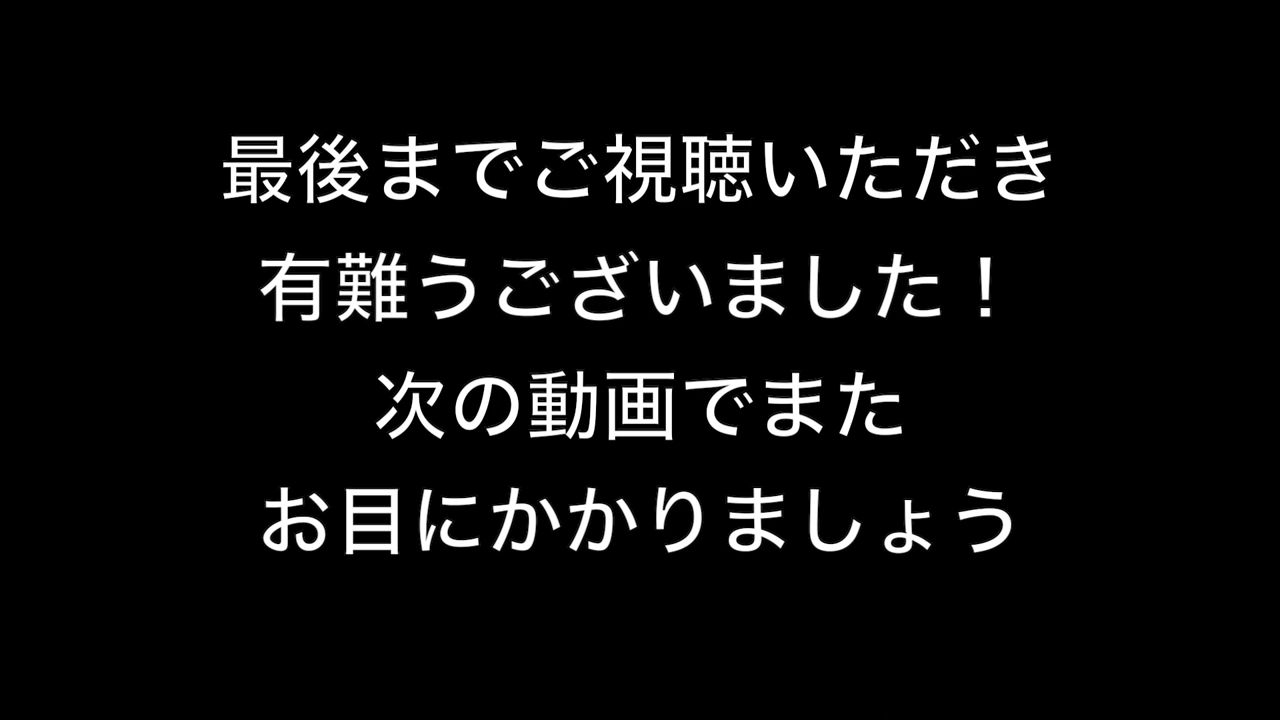 最後までご視聴いただき
有難うございました！
次の動画でまた
お目にかかりましょう